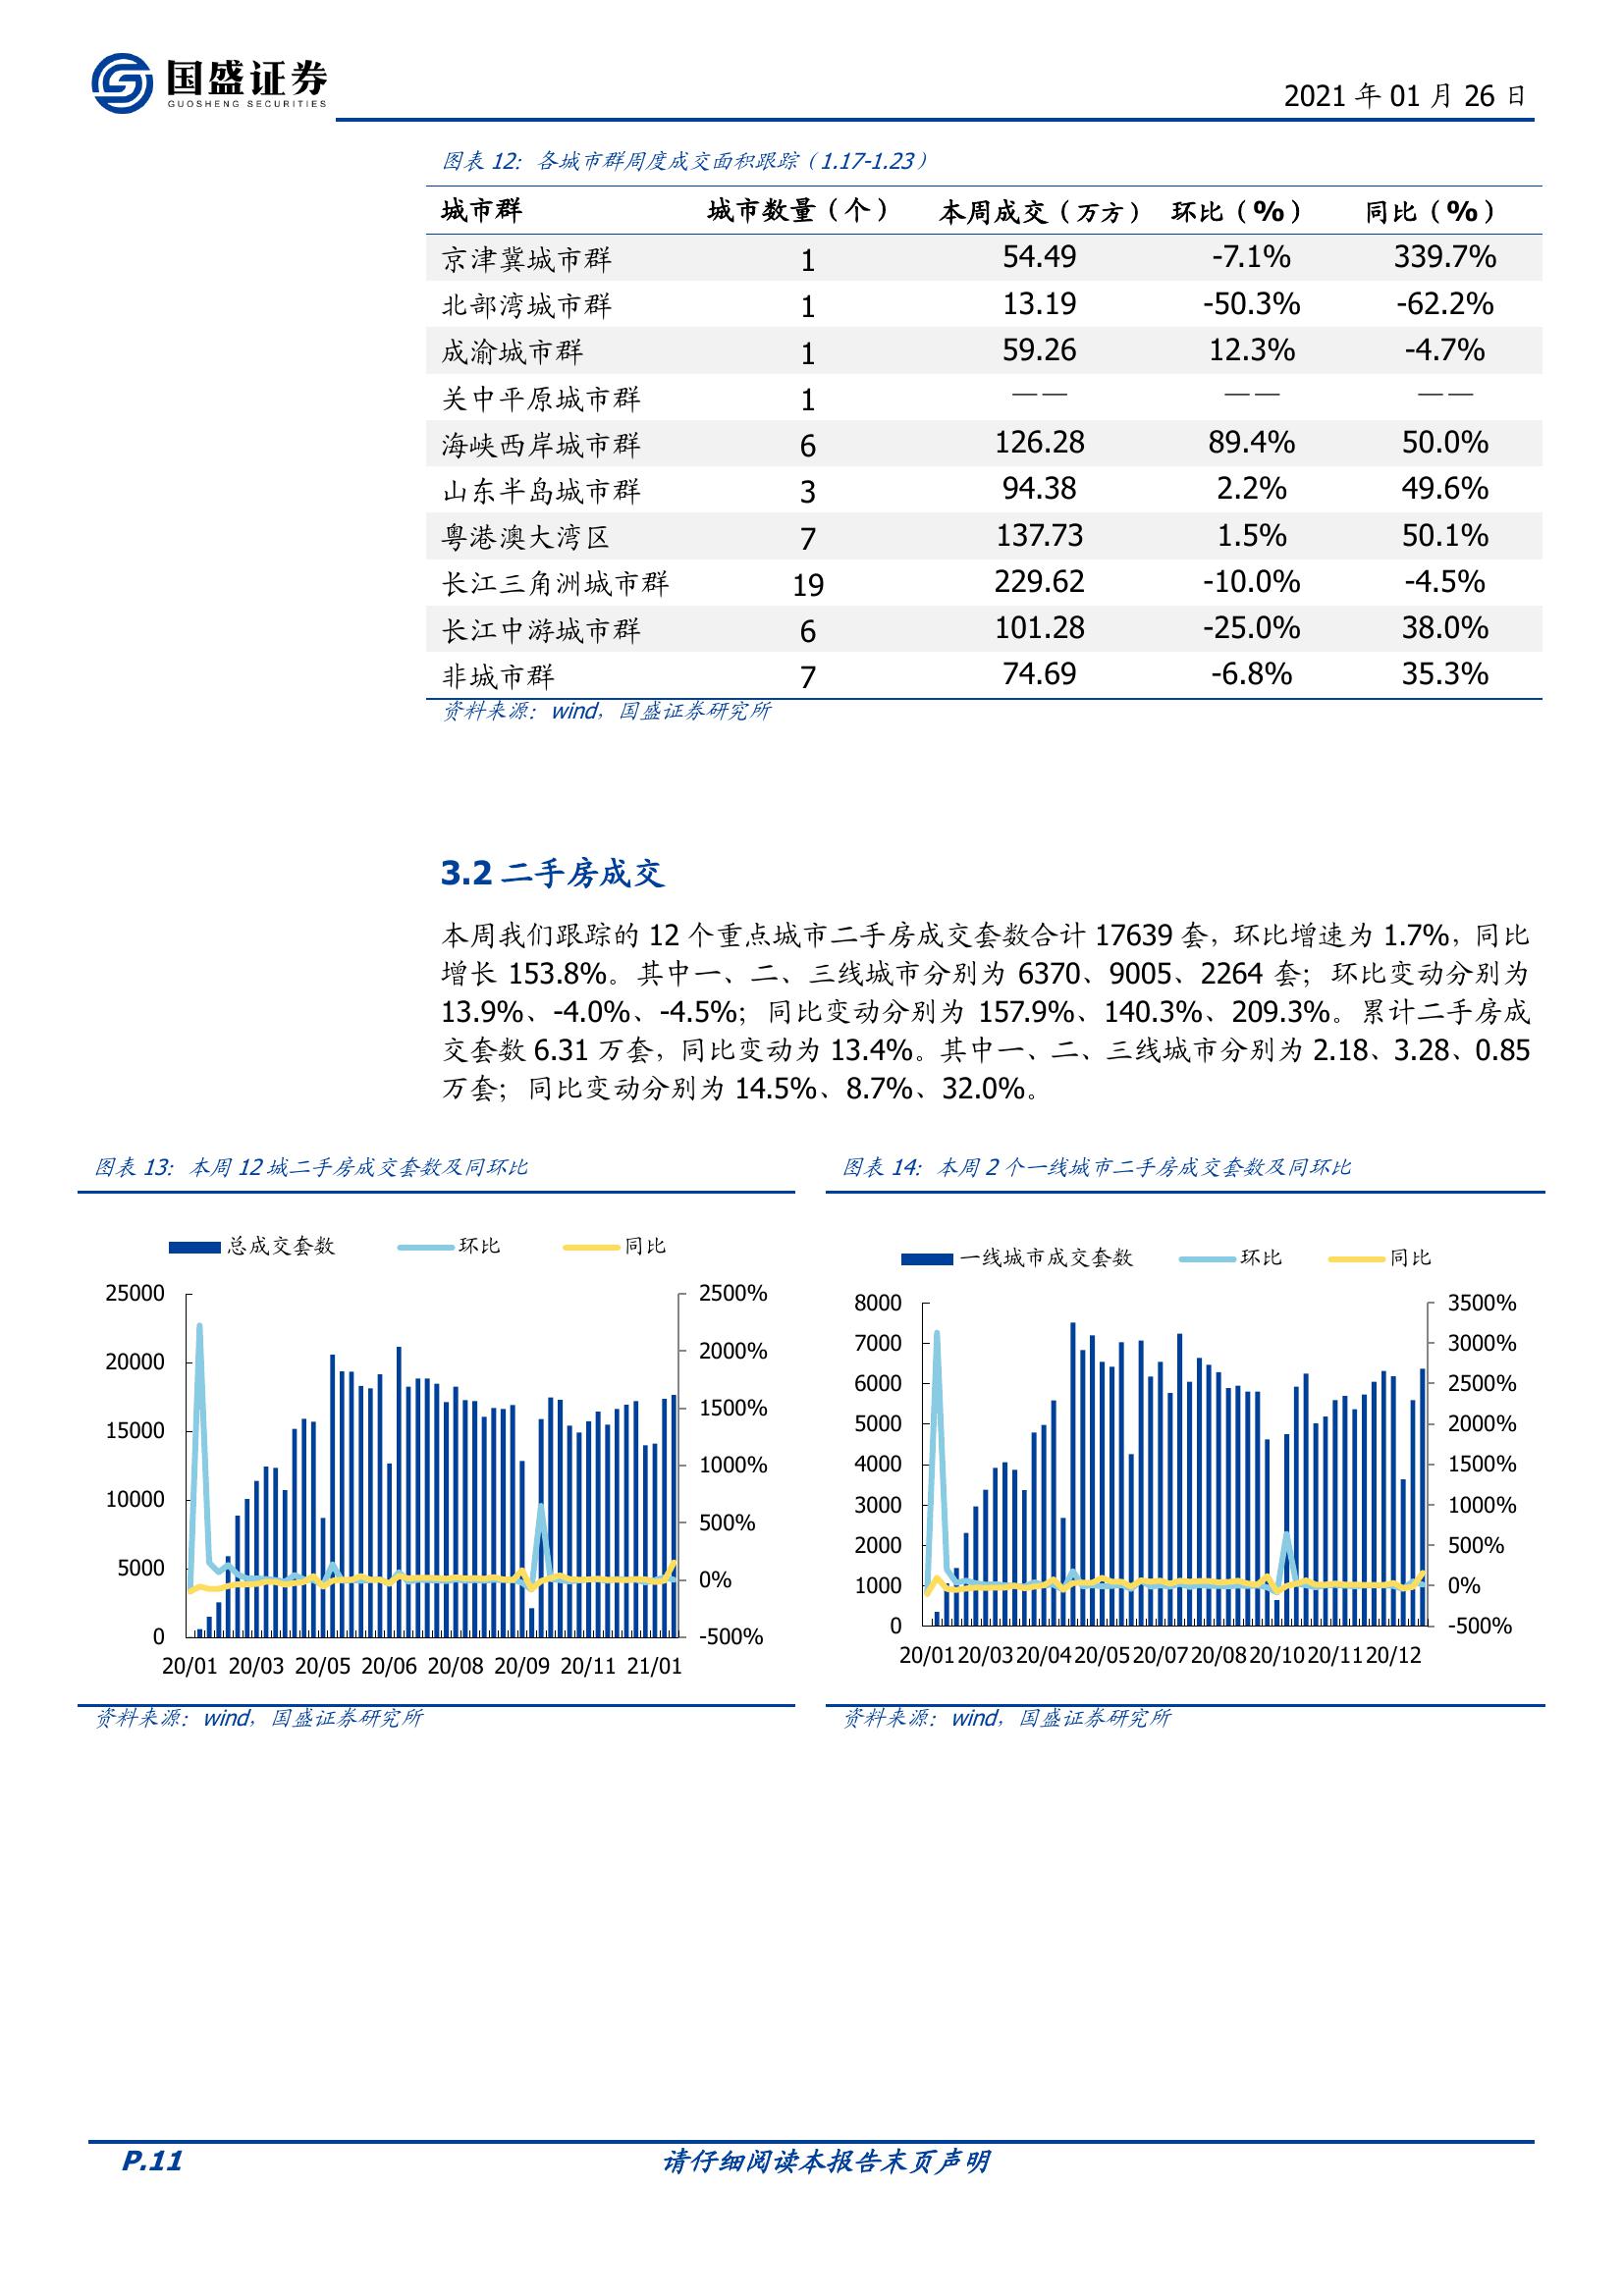 国盛证券
GUOSHENG SECURITIES
2021 年 01 月 26 日
图表 12：各城市群周度成交面积跟踪（1.17-1.23）
城市群 城市数量（个） 本周成交（万方） 环比（%） 同比（%）
京津冀城市群 1 54.49 -7.1% 339.7%
北部湾城市群 1 13.19 -50.3% -62.2%
成渝城市群 1 59.26 12.3% -4.7%
关中平原城市群 1 —— —— ——
海峡西岸城市群 6 126.28 89.4% 50.0%
山东半岛城市群 3 94.38 2.2% 49.6%
粤港澳大湾区 7 137.73 1.5% 50.1%
长江三角洲城市群 19 229.62 -10.0% -4.5%
长江中游城市群 6 101.28 -25.0% 38.0%
非城市群 7 74.69 -6.8% 35.3%
资料来源：wind，国盛证券研究所
3.2 二手房成交
本周我们跟踪的 12 个重点城市二手房成交套数合计 17639 套，环比增速为 1.7%，同比
增长 153.8%。其中一、二、三线城市分别为 6370、9005、2264 套；环比变动分别为
13.9%、-4.0%、-4.5%；同比变动分别为 157.9%、140.3%、209.3%。累计二手房成
交套数 6.31 万套，同比变动为 13.4%。其中一、二、三线城市分别为 2.18、3.28、0.85
万套；同比变动分别为 14.5%、8.7%、32.0%。
图表 13：本周 12 城二手房成交套数及同环比
总成交套数 环比 同比
25000 2500%
20000 2000%
1500%
15000
1000%
10000
500%
5000 0%
0 -500%
20/01 20/03 20/05 20/06 20/08 20/09 20/11 21/01
资料来源：wind，国盛证券研究所
图表 14：本周 2 个一线城市二手房成交套数及同环比
一线城市成交套数 环比 同比
8000 3500%
7000 3000%
6000 2500%
5000 2000%
4000 1500%
3000 1000%
2000 500%
1000 0%
0 -500%
20/01 20/03 20/04 20/05 20/07 20/08 20/10 20/11 20/12
资料来源：wind，国盛证券研究所
P.11 请仔细阅读本报告末页声明